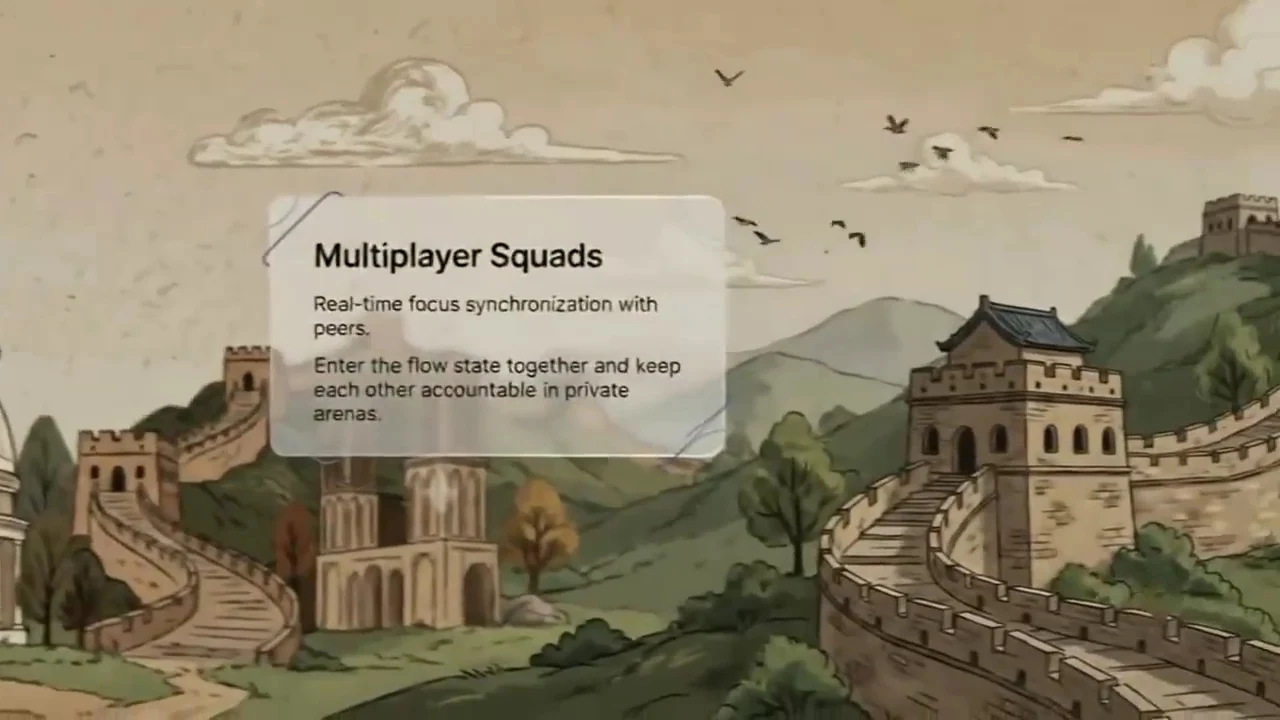 Multiplayer Squads
Real-time focus synchronization with
peers.
Enter the flow state together and keep
each other accountable in private
arenas.